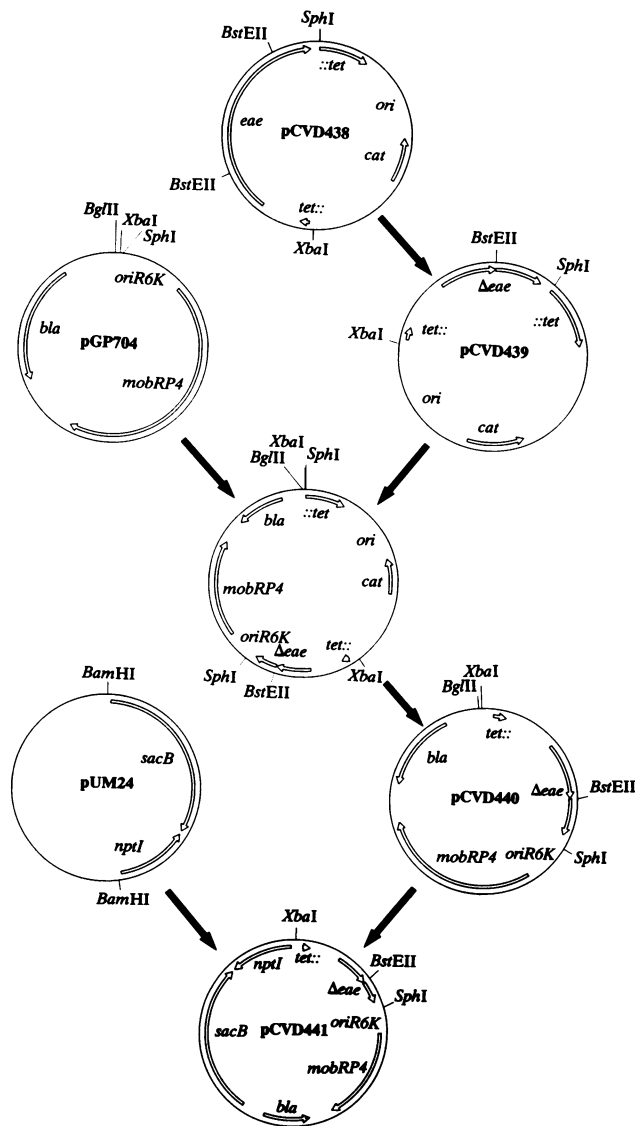 SphI
BstEII
::tet
ori
eae
pCVD438
cat
BstEII
tet::
XbaI
BglII
XbaI
SphI
oriR6K
bla
pGP704
mobRP4
BstEII
SphI
Δeae
::tet
XbaI
tet::
pCVD439
ori
cat
XbaI
BglII
SphI
bla
::tet
ori
mobRP4
cat
oriR6K
Δeae
tet::
SphI
BstEII
XbaI
BamHI
sacB
pUM24
nptI
BamHI
XbaI
BglII
tet::
bla
Δeae
BstEII
pCVD440
mobRP4
oriR6K
SphI
XbaI
nptI
tet::
BstEII
Δeae
SphI
sacB
pCVD441
oriR6K
mobRP4
bla